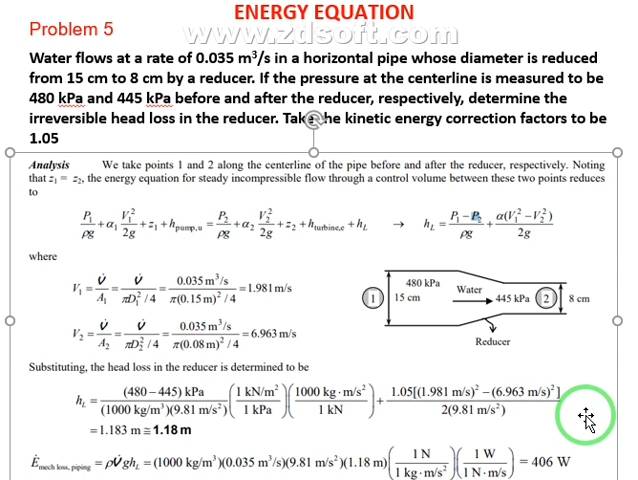 ENERGY EQUATION
Problem 5
www.zdsoft.com
Water flows at a rate of 0.035 m³/s in a horizontal pipe whose diameter is reduced
from 15 cm to 8 cm by a reducer. If the pressure at the centerline is measured to be
480 kPa and 445 kPa before and after the reducer, respectively, determine the
irreversible head loss in the reducer. Take the kinetic energy correction factors to be
1.05
Analysis We take points 1 and 2 along the centerline of the pipe before and after the reducer, respectively. Noting
that z₁ = z₂, the energy equation for steady incompressible flow through a control volume between these two points reduces
to
P₁/ρg + α₁ V₁²/2g + z₁ + h_pump,u = P₂/ρg + α₂ V₂²/2g + z₂ + h_turbine,e + h_L → h_L = (P₁ − P₂)/ρg + α(V₁² − V₂²)/2g
where
V₁ = V̇/A₁ = V̇/(πD₁²/4) = 0.035 m³/s / (π(0.15 m)²/4) = 1.981 m/s
V₂ = V̇/A₂ = V̇/(πD₂²/4) = 0.035 m³/s / (π(0.08 m)²/4) = 6.963 m/s
480 kPa
1
15 cm
Water
445 kPa
2
8 cm
Reducer
Substituting, the head loss in the reducer is determined to be
h_L = (480 − 445) kPa / ((1000 kg/m³)(9.81 m/s²)) (1 kN/m² / 1 kPa) (1000 kg·m/s² / 1 kN) + 1.05[(1.981 m/s)² − (6.963 m/s)²] / 2(9.81 m/s²)
= 1.183 m ≅ 1.18 m
Ė_mech loss, piping = ρV̇gh_L = (1000 kg/m³)(0.035 m³/s)(9.81 m/s²)(1.18 m) (1 N / 1 kg·m/s²) (1 W / 1 N·m/s) = 406 W